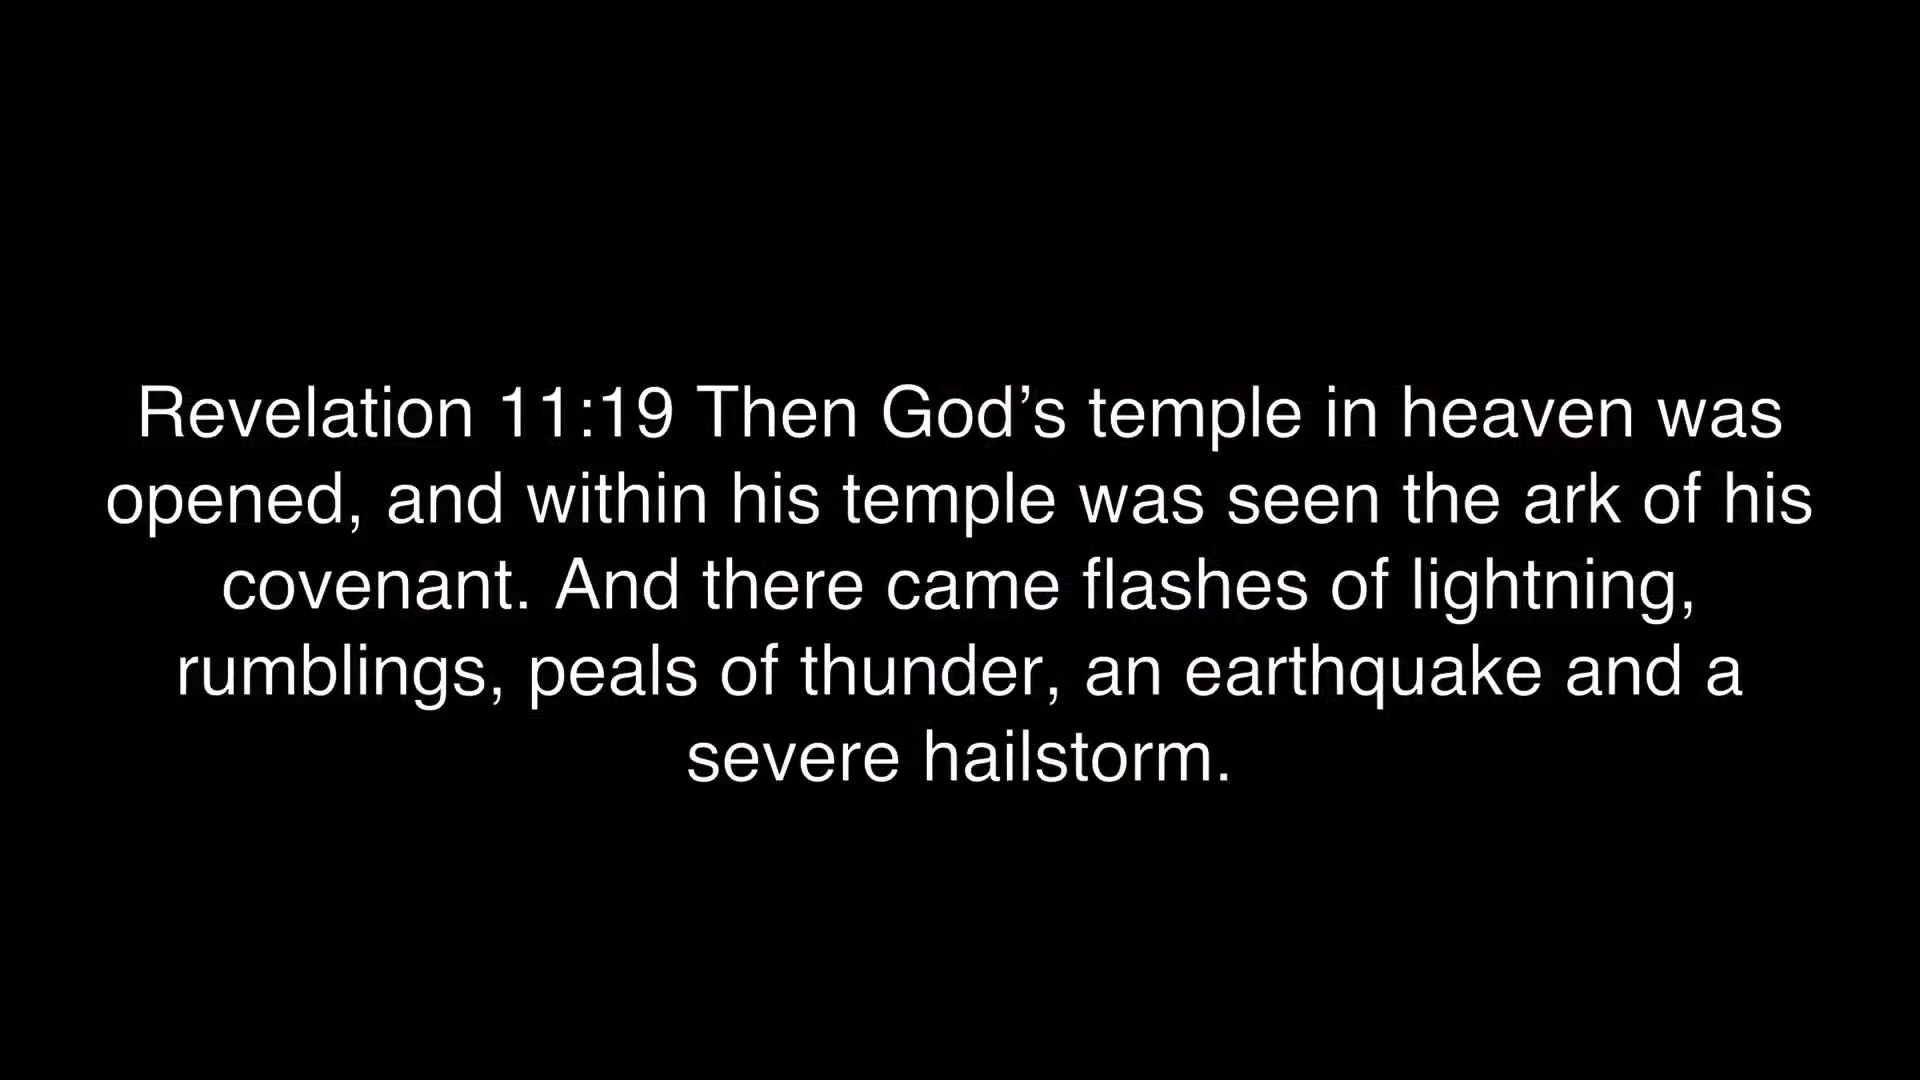 Revelation 11:19 Then God’s temple in heaven was
opened, and within his temple was seen the ark of his
covenant. And there came flashes of lightning,
rumblings, peals of thunder, an earthquake and a
severe hailstorm.